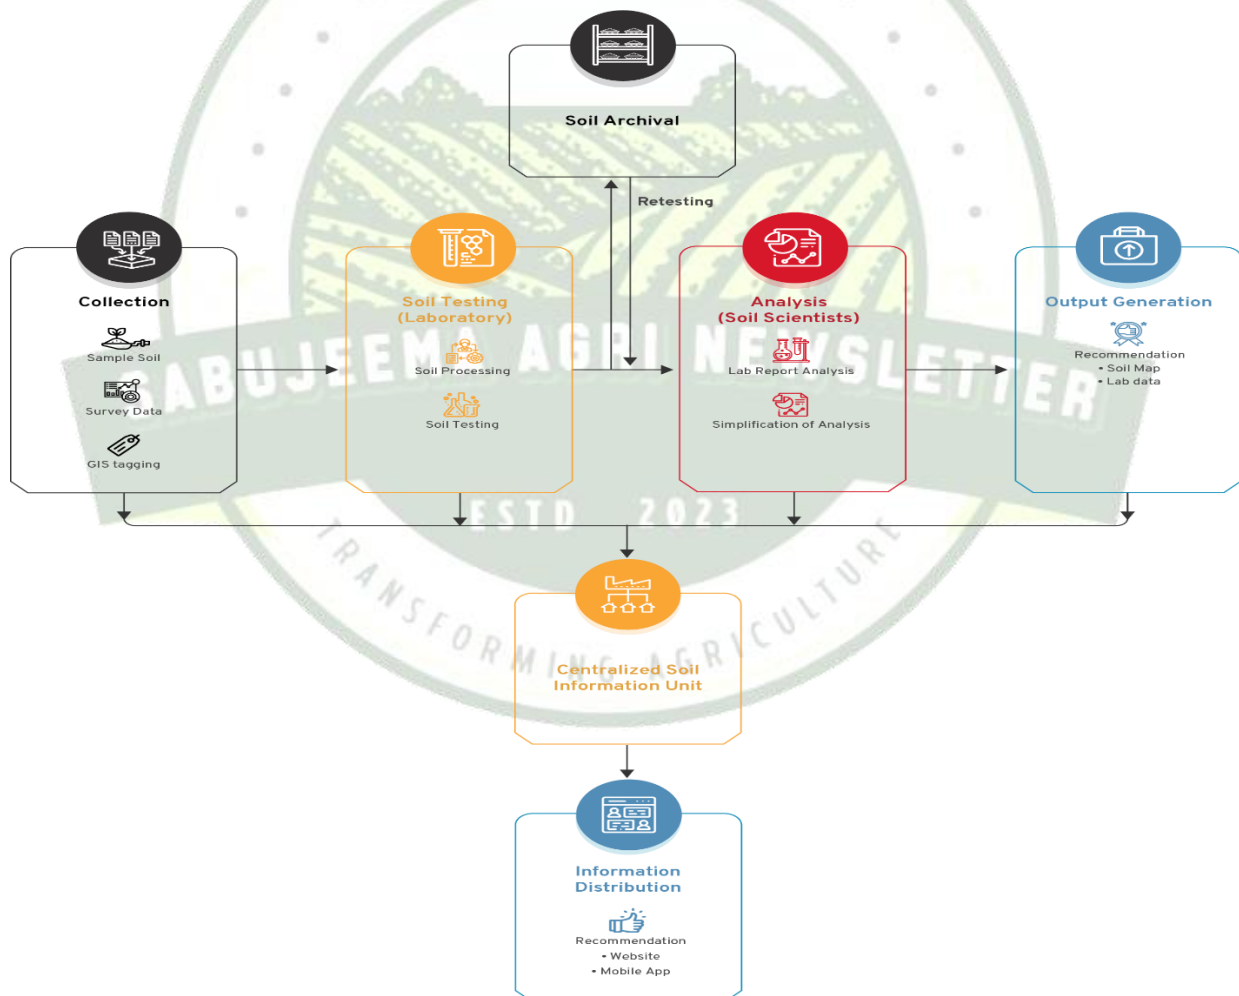 Soil Archival
Retesting
Collection
Sample Soil
Survey Data
GIS tagging
Soil Testing
(Laboratory)
Soil Processing
Soil Testing
Analysis
(Soil Scientists)
Lab Report Analysis
Simplification of Analysis
Output Generation
Recommendation
• Soil Map
• Lab data
SABUJEEMA AGRI NEWSLETTER
ESTD 2023
TRANSFORMING AGRICULTURE
Centralized Soil
Information Unit
Information
Distribution
Recommendation
• Website
• Mobile App